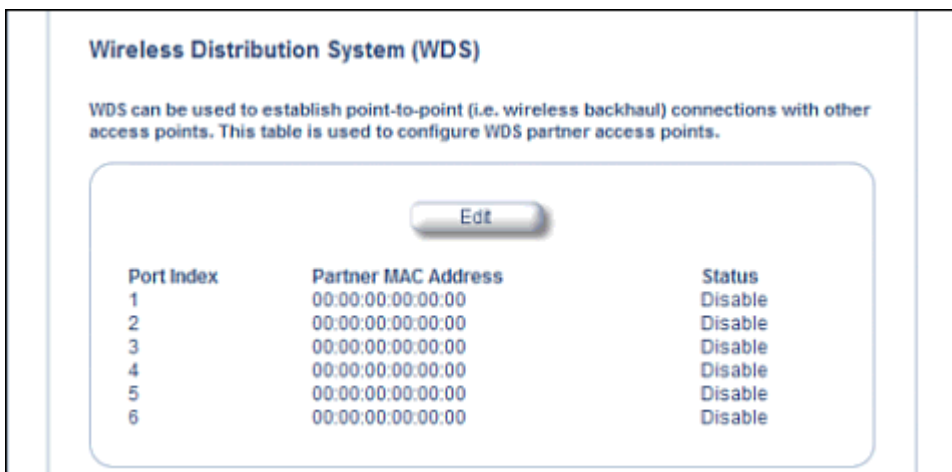 Wireless Distribution System (WDS)
WDS can be used to establish point-to-point (i.e. wireless backhaul) connections with other
access points. This table is used to configure WDS partner access points.
Edit
Port Index Partner MAC Address Status
1 00:00:00:00:00:00 Disable
2 00:00:00:00:00:00 Disable
3 00:00:00:00:00:00 Disable
4 00:00:00:00:00:00 Disable
5 00:00:00:00:00:00 Disable
6 00:00:00:00:00:00 Disable